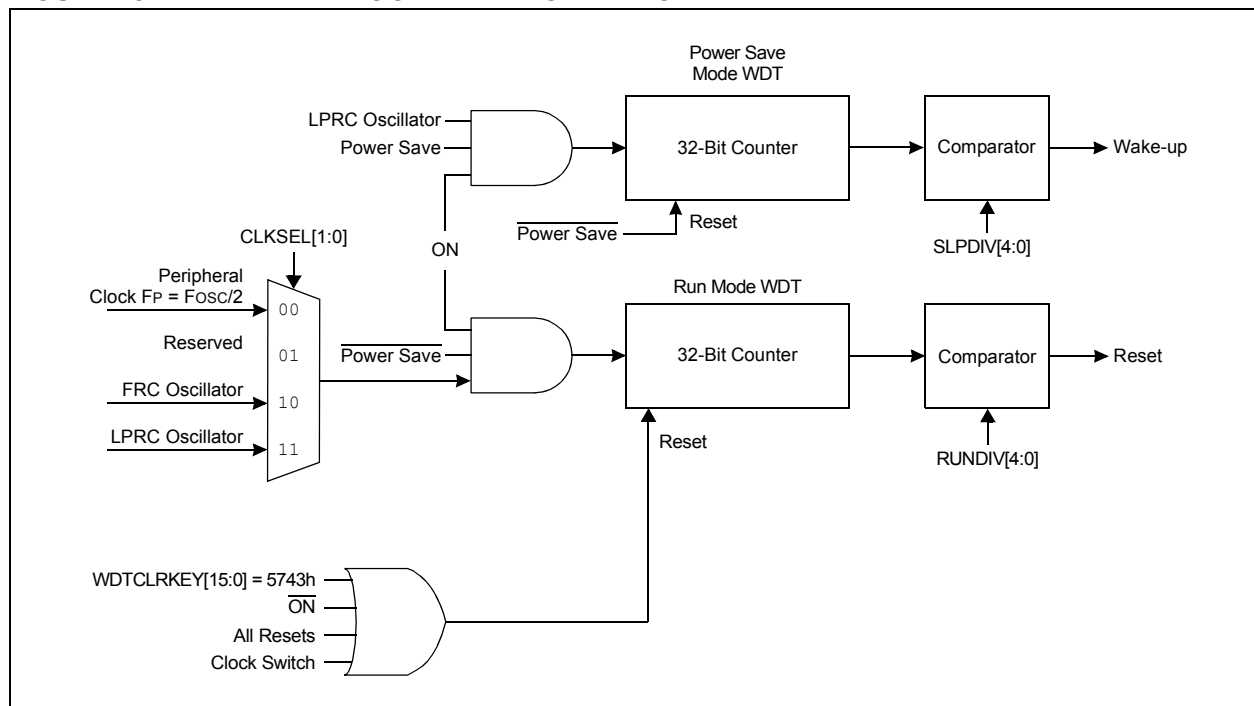 Power Save
Mode WDT
LPRC Oscillator
Power Save
32-Bit Counter
Comparator
Wake-up
Power Save
Reset
SLPDIV[4:0]
CLKSEL[1:0]
ON
Peripheral
Clock FP = FOSC/2
00
Reserved
01
FRC Oscillator
10
LPRC Oscillator
11
Power Save
Run Mode WDT
32-Bit Counter
Comparator
Reset
Reset
RUNDIV[4:0]
WDTCLRKEY[15:0] = 5743h
ON
All Resets
Clock Switch